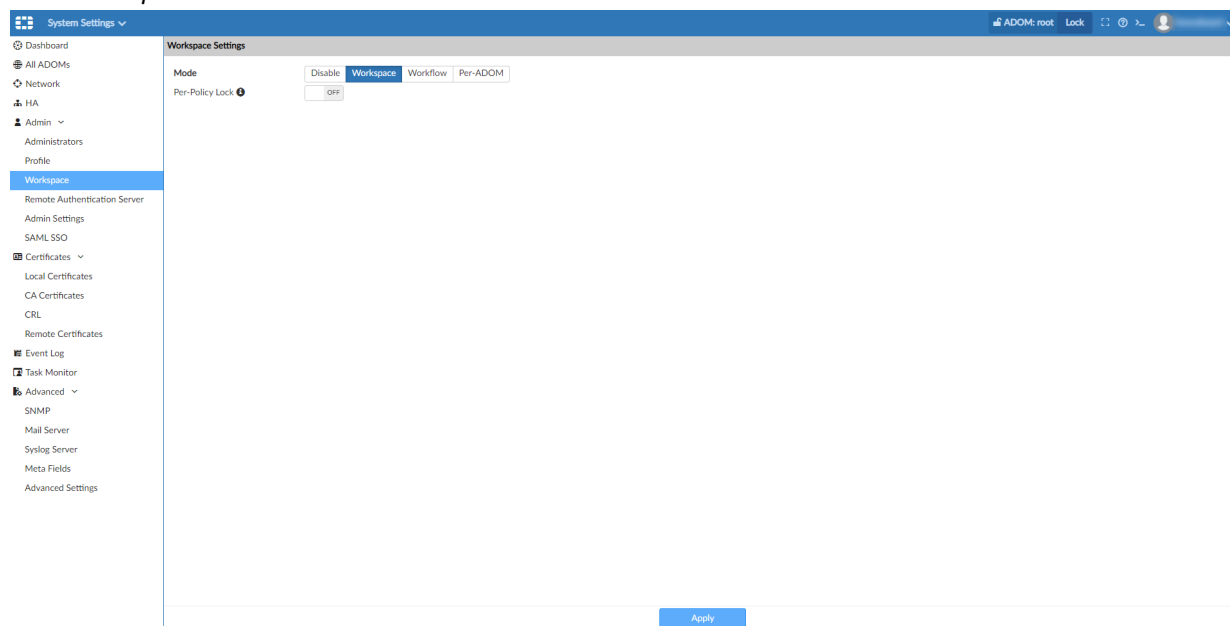 System Settings
ADOM: root Lock
Dashboard
All ADOMs
Network
HA
Admin
Administrators
Profile
Workspace
Remote Authentication Server
Admin Settings
SAML SSO
Certificates
Local Certificates
CA Certificates
CRL
Remote Certificates
Event Log
Task Monitor
Advanced
SNMP
Mail Server
Syslog Server
Meta Fields
Advanced Settings
Workspace Settings
Mode Disable Workspace Workflow Per-ADOM
Per-Policy Lock OFF
Apply